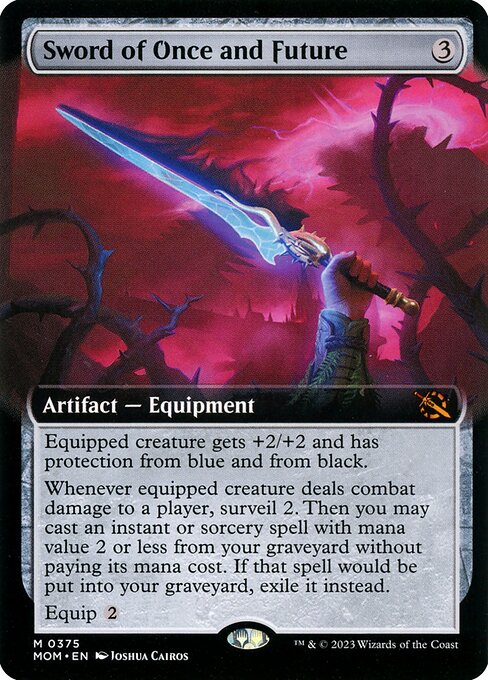 Sword of Once and Future 3
Artifact — Equipment
Equipped creature gets +2/+2 and has
protection from blue and from black.
Whenever equipped creature deals combat
damage to a player, surveil 2. Then you may
cast an instant or sorcery spell with mana
value 2 or less from your graveyard without
paying its mana cost. If that spell would be
put into your graveyard, exile it instead.
Equip 2
M 0375
MOM • EN Joshua Cairos
™ & © 2023 Wizards of the Coast